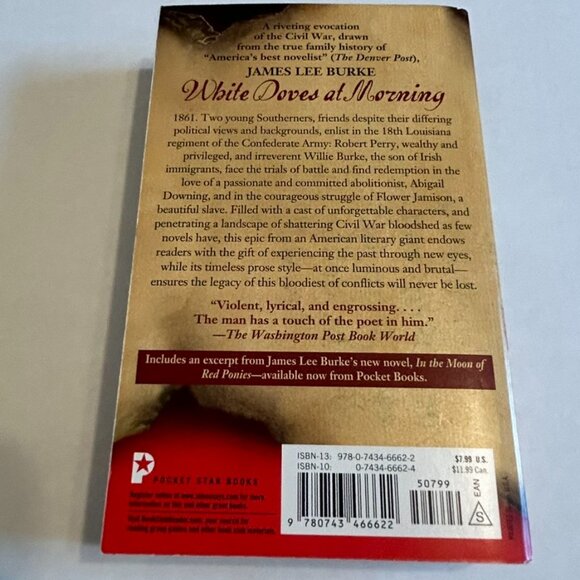 A riveting evocation
of the Civil War, drawn
from the true family history of
“America's best novelist” (The Denver Post),
JAMES LEE BURKE
White Doves at Morning
1861. Two young Southerners, friends despite their differing
political views and backgrounds, enlist in the 18th Louisiana
regiment of the Confederate Army: Robert Perry, wealthy and
privileged, and irreverent Willie Burke, the son of Irish
immigrants, face the trials of battle and find redemption in the
love of a passionate and committed abolitionist, Abigail
Downing, and in the courageous struggle of Flower Jamison, a
beautiful slave. Filled with a cast of unforgettable characters, and
penetrating a landscape of shattering Civil War bloodshed as few
novels have, this epic from an American literary giant endows
readers with the gift of experiencing the past through new eyes,
while its timeless prose style—at once luminous and brutal—
ensures the legacy of this bloodiest of conflicts will never be lost.
“Violent, lyrical, and engrossing. . . .
The man has a touch of the poet in him.”
—The Washington Post Book World
Includes an excerpt from James Lee Burke's new novel, In the Moon of
Red Ponies—available now from Pocket Books.
P
POCKET STAR BOOKS
ISBN-13: 978-0-7434-6662-2
ISBN-10: 0-7434-6662-4
$7.99 U.S.
$11.99 Can.
50799
9 780743 466622
S
EAN